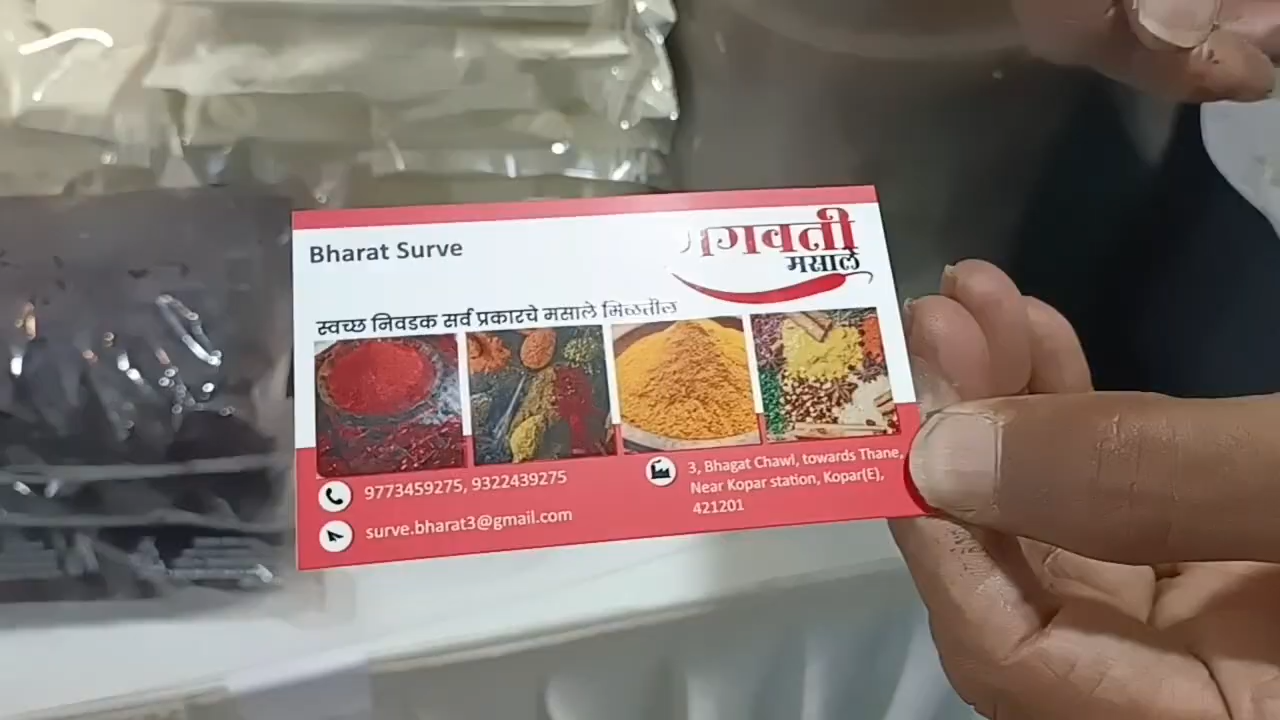 Bharat Surve
भगवती
मसाले
स्वच्छ निवडक सर्व प्रकारचे मसाले मिळतील
9773459275, 9322439275
surve.bharat3@gmail.com
3, Bhagat Chawl, towards Thane,
Near Kopar station, Kopar(E),
421201